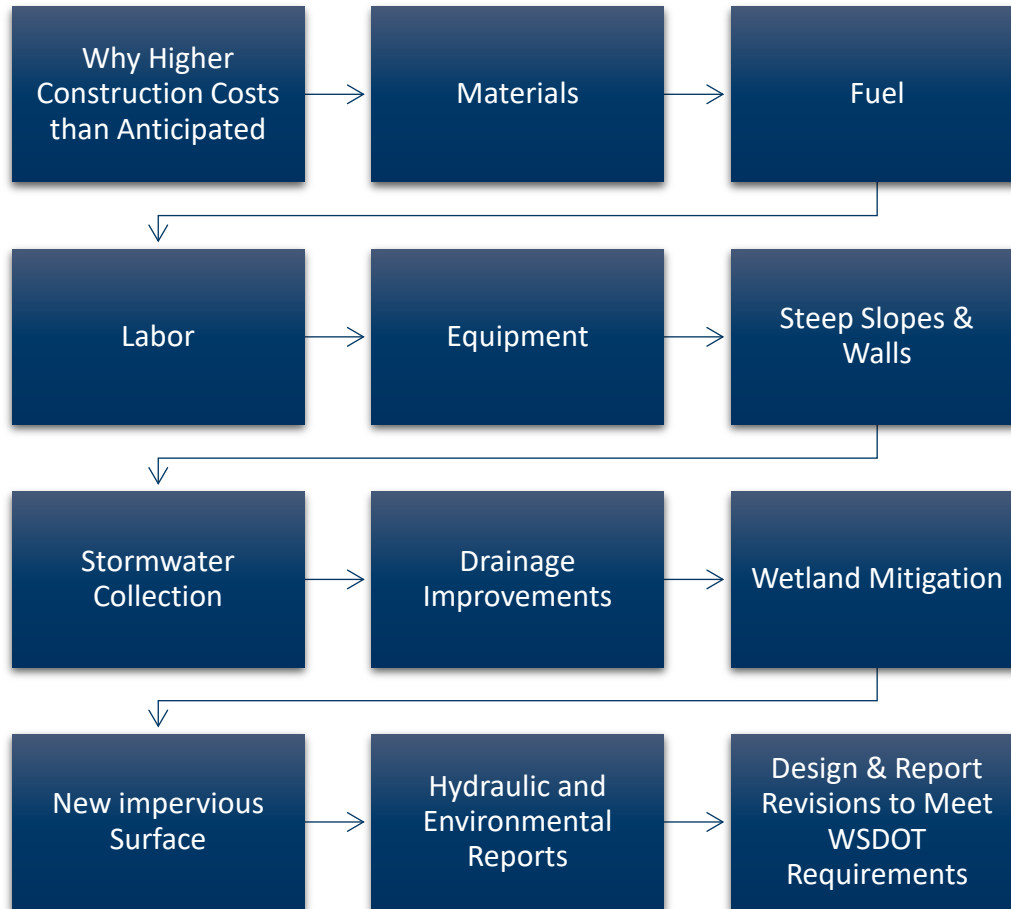 Why Higher
Construction Costs
than Anticipated
Materials
Fuel
Labor
Equipment
Steep Slopes &
Walls
Stormwater
Collection
Drainage
Improvements
Wetland Mitigation
New impervious
Surface
Hydraulic and
Environmental
Reports
Design & Report
Revisions to Meet
WSDOT
Requirements